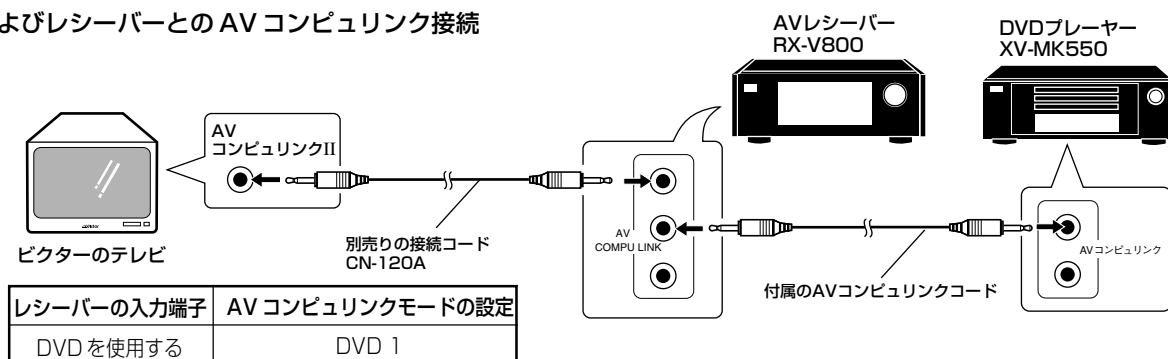 よびレシーバーとの AV コンピュリンク接続
AVレシーバー
RX-V800
DVDプレーヤー
XV-MK550
AV
コンピュリンクII
ビクターのテレビ
別売りの接続コード
CN-120A
AV
COMPU LINK
付属のAVコンピュリンクコード
AVコンピュリンク
レシーバーの入力端子 AV コンピュリンクモードの設定
DVDを使用する DVD 1